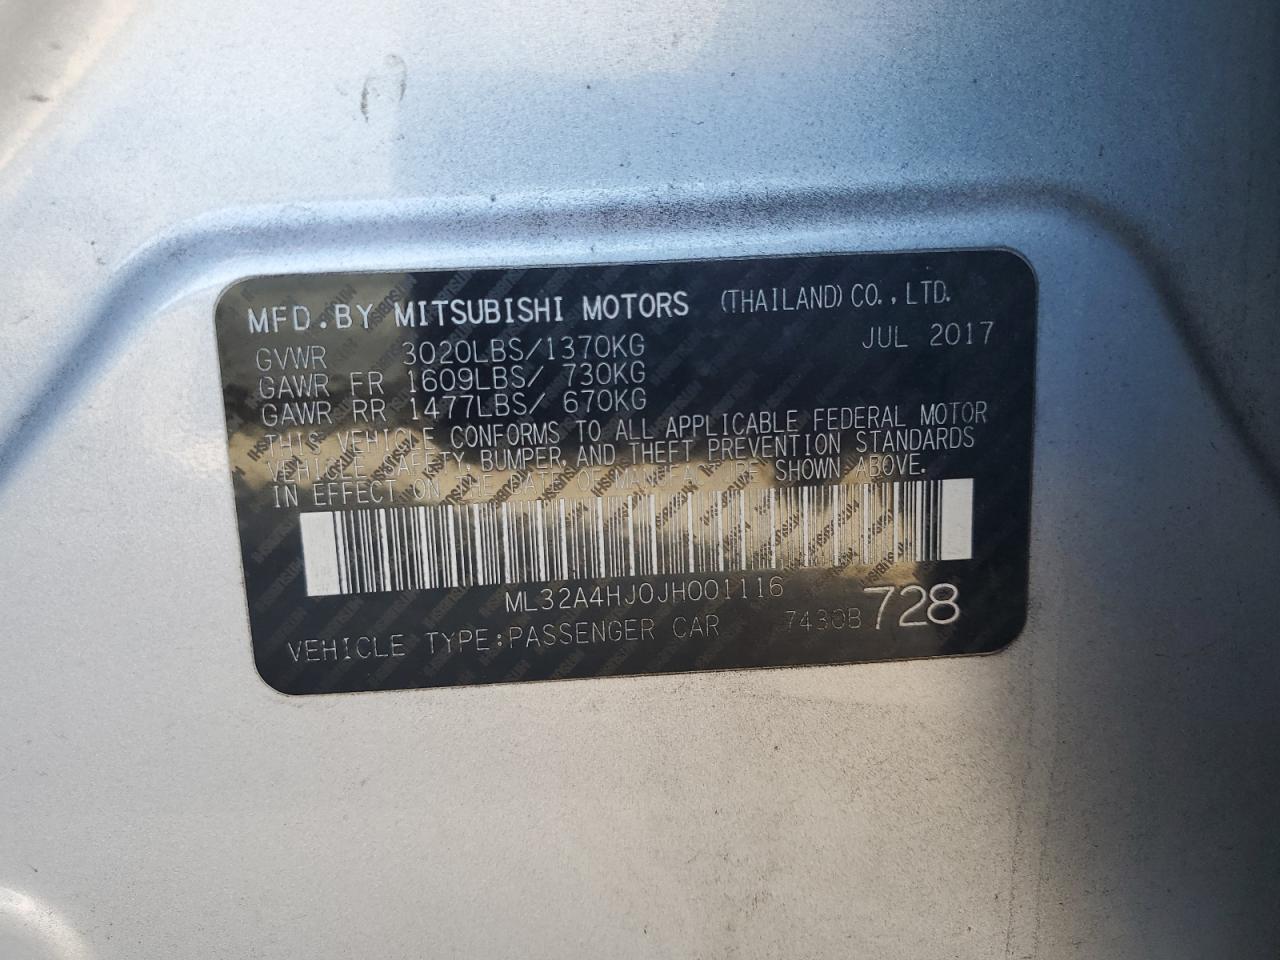 MFD.BY MITSUBISHI MOTORS (THAILAND) CO., LTD.
GVWR 3020LBS/1370KG JUL 2017
GAWR FR 1609LBS/ 730KG
GAWR RR 1477LBS/ 670KG
THIS VEHICLE CONFORMS TO ALL APPLICABLE FEDERAL MOTOR
VEHICLE SAFETY, BUMPER, AND THEFT PREVENTION STANDARDS
IN EFFECT ON THE DATE OF MANUFACTURE SHOWN ABOVE.
ML32A4HJ0JH001116
VEHICLE TYPE:PASSENGER CAR 7430B 728